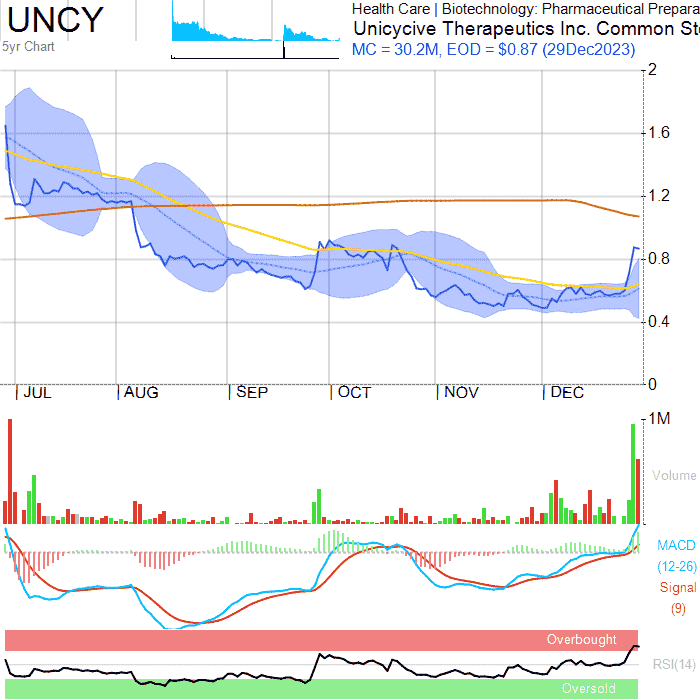 UNCY
5yr Chart
Health Care | Biotechnology: Pharmaceutical Prepara
Unicycive Therapeutics Inc. Common Sto
MC = 30.2M, EOD = $0.87 (29Dec2023)
2
1.6
1.2
0.8
0.4
0
JUL AUG SEP OCT NOV DEC
1M
Volume
MACD
(12-26)
Signal
(9)
Overbought
RSI(14)
Oversold